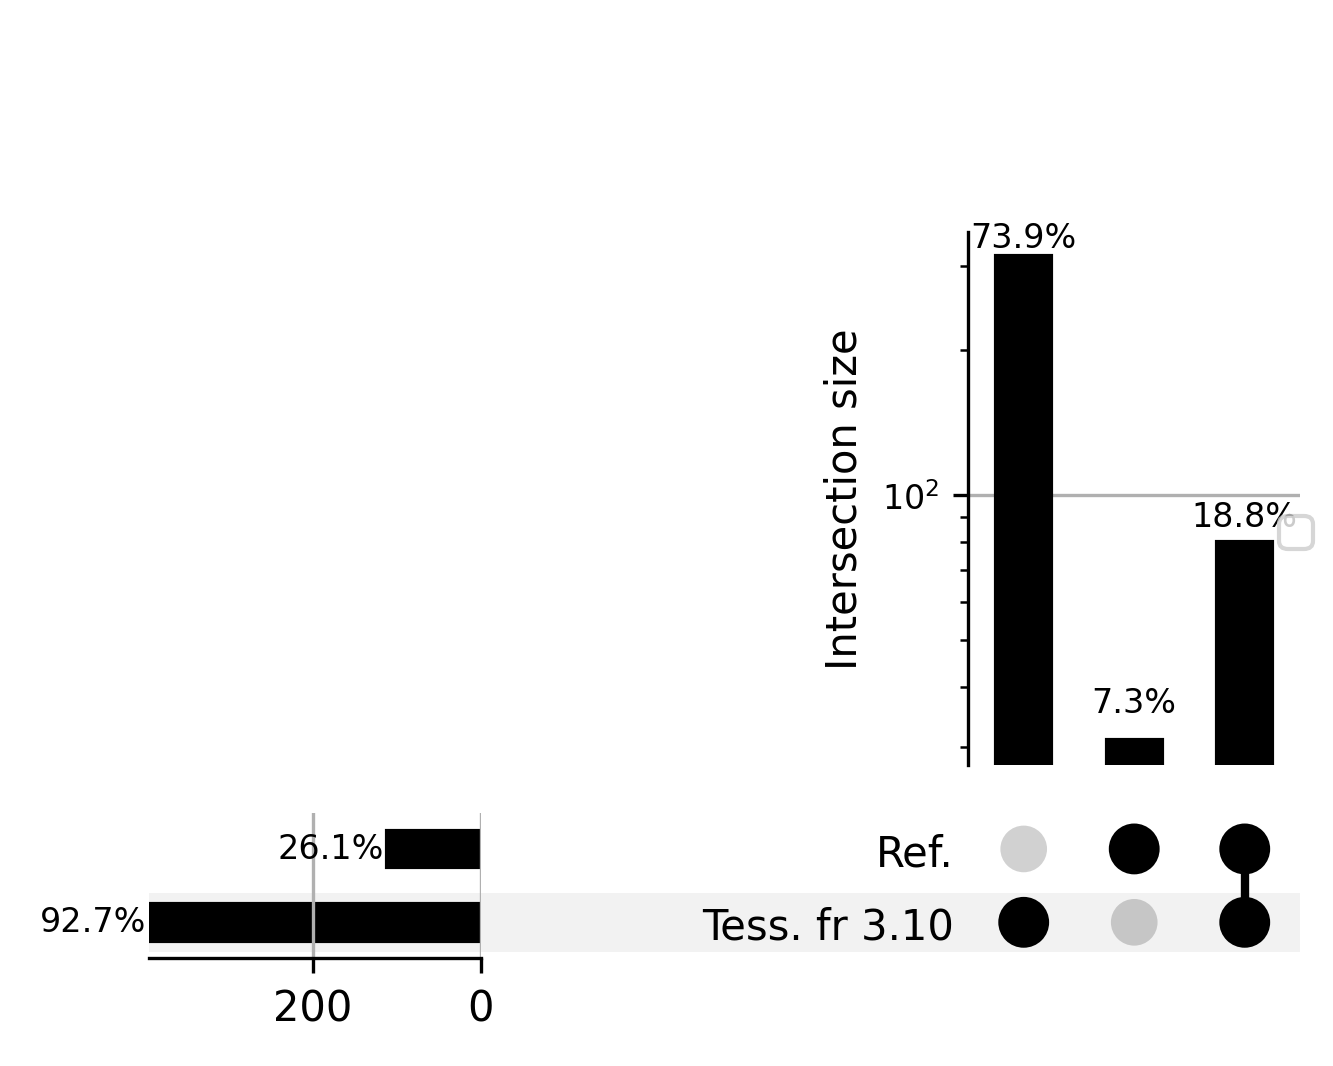 73.9%
Intersection size
10²
18.8%
7.3%
26.1%
Ref.
92.7%
Tess. fr 3.10
200
0